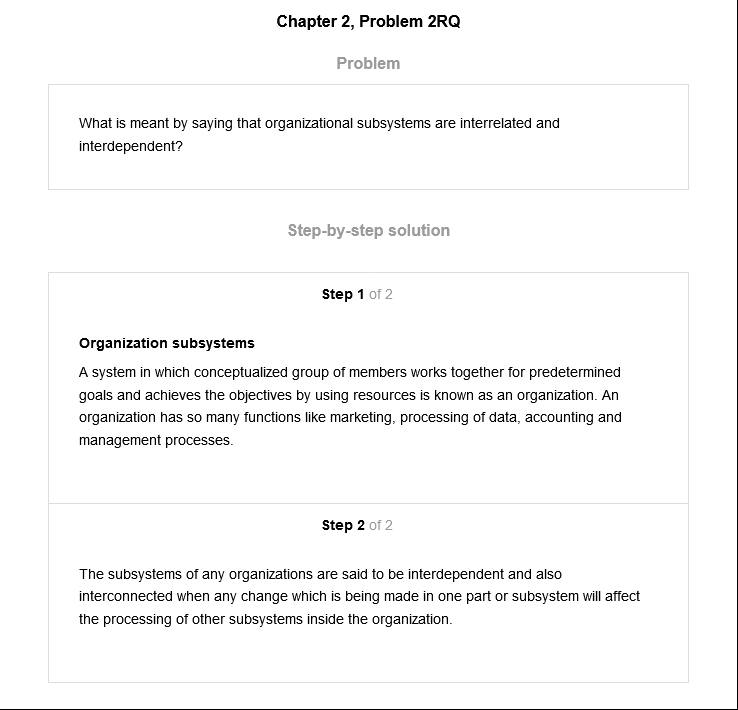 Chapter 2, Problem 2RQ
Problem
What is meant by saying that organizational subsystems are interrelated and
interdependent?
Step-by-step solution
Step 1 of 2
Organization subsystems
A system in which conceptualized group of members works together for predetermined
goals and achieves the objectives by using resources is known as an organization. An
organization has so many functions like marketing, processing of data, accounting and
management processes.
Step 2 of 2
The subsystems of any organizations are said to be interdependent and also
interconnected when any change which is being made in one part or subsystem will affect
the processing of other subsystems inside the organization.